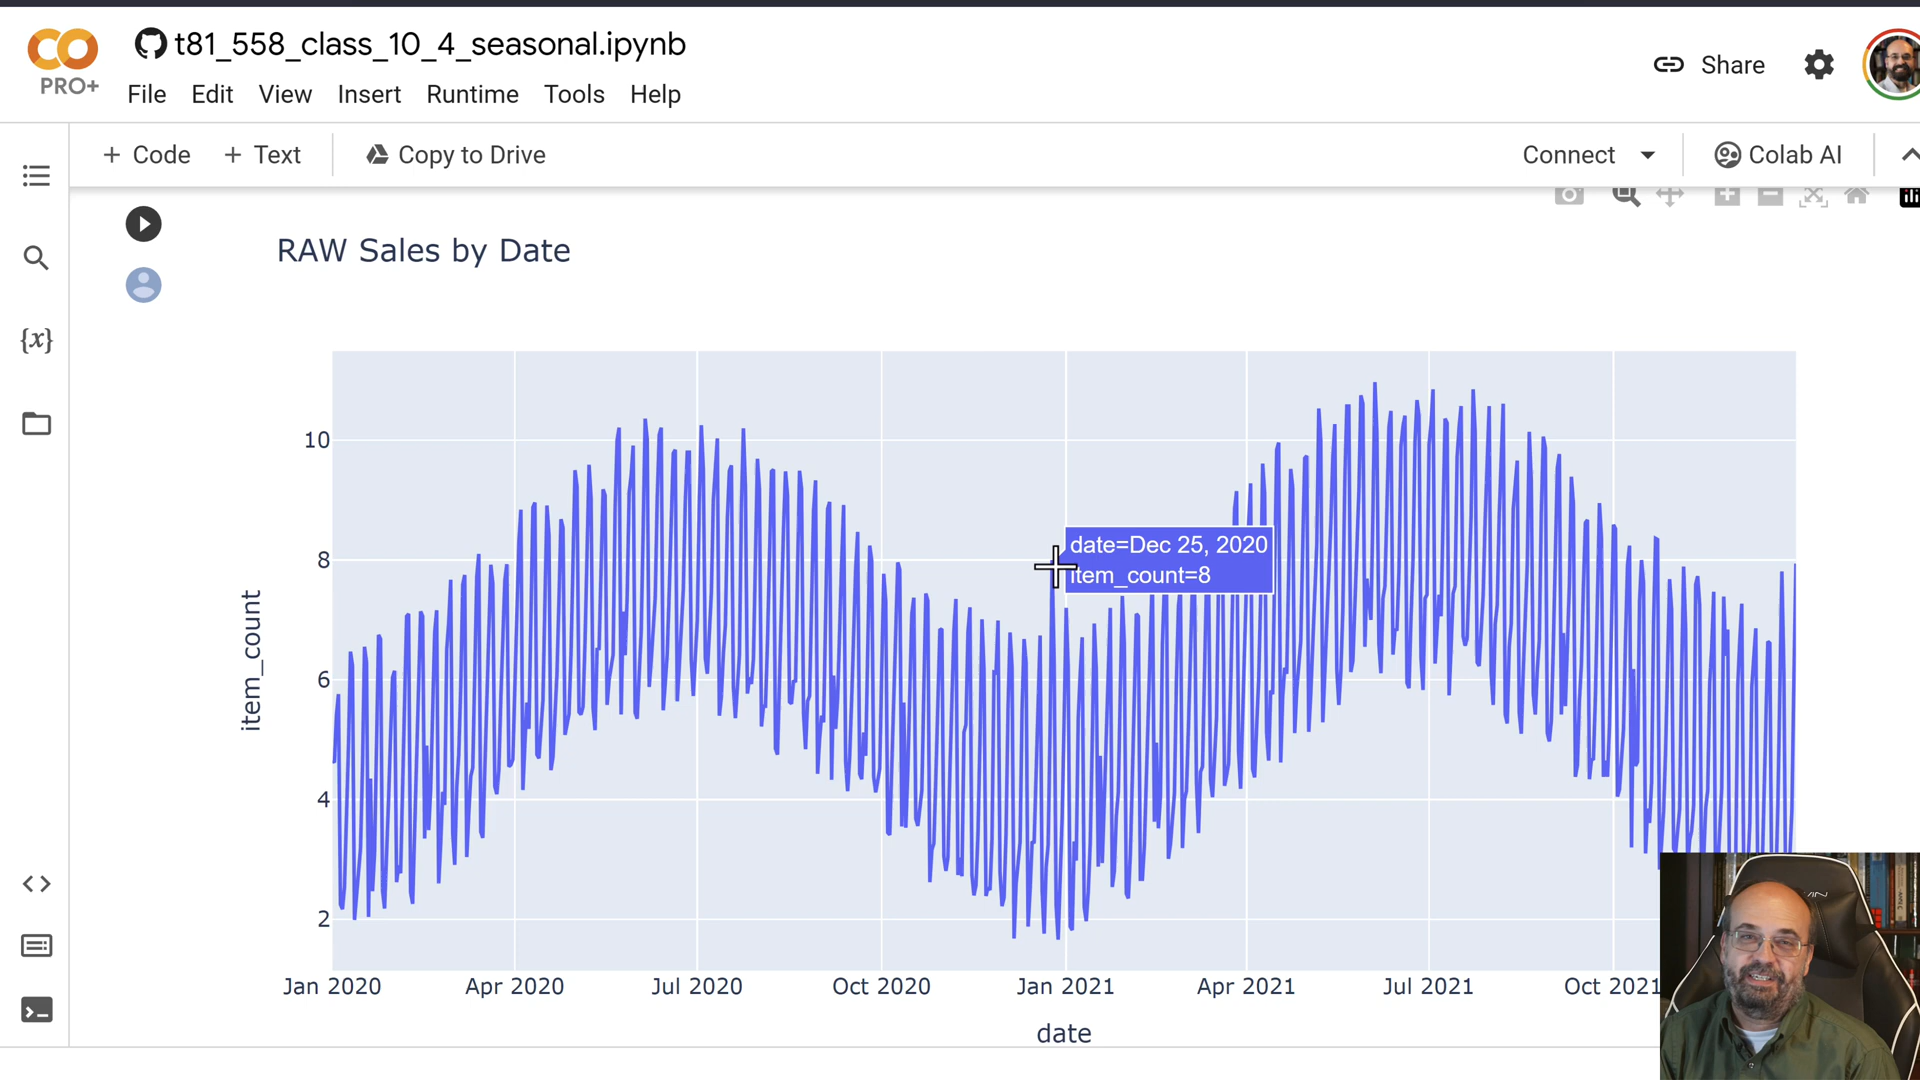 t81_558_class_10_4_seasonal.ipynb
PRO+
File Edit View Insert Runtime Tools Help
Share
+ Code + Text Copy to Drive
Connect
Colab AI
{x}
RAW Sales by Date
10
8
6
4
2
item_count
date=Dec 25, 2020
item_count=8
Jan 2020 Apr 2020 Jul 2020 Oct 2020 Jan 2021 Apr 2021 Jul 2021 Oct 2021
date